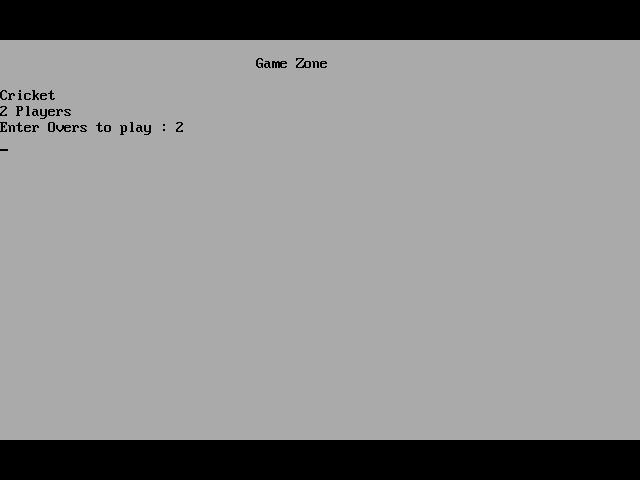 Game Zone
Cricket
2 Players
Enter Overs to play : 2